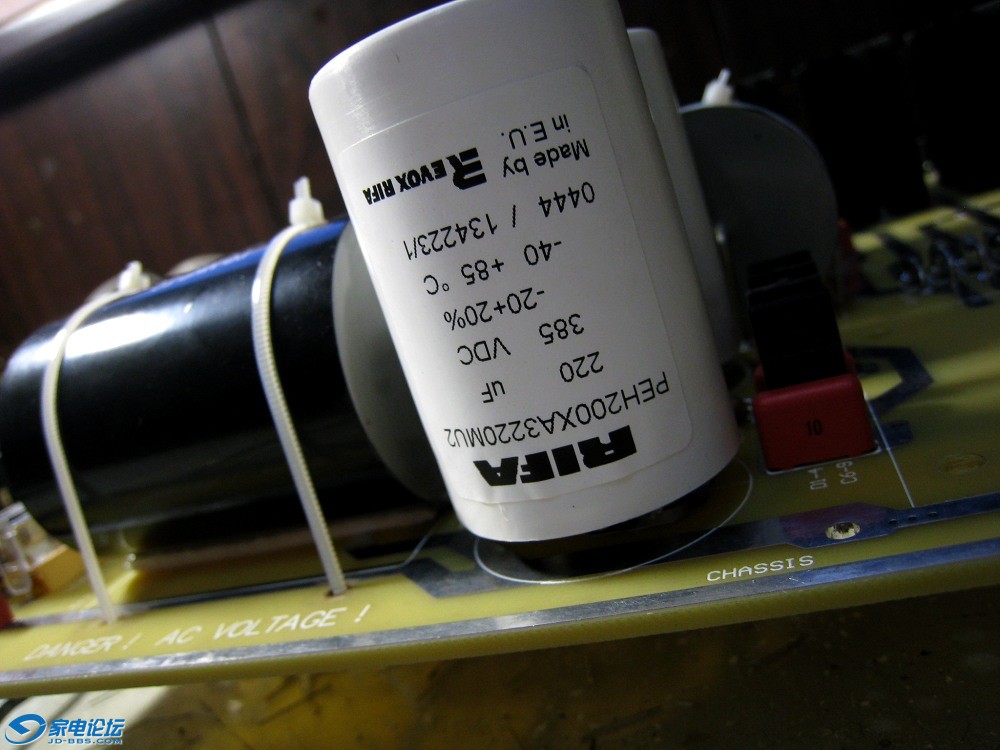 RIFA
PEH200XA3220MU2
220 uF
385 VDC
-20+20%
-40 +85 °C
0444 / 134223/1
Made by REVOX RIFA
in E.U.
10
CHASSIS
DANGER! AC VOLTAGE!
家电论坛
JD-BBS.COM